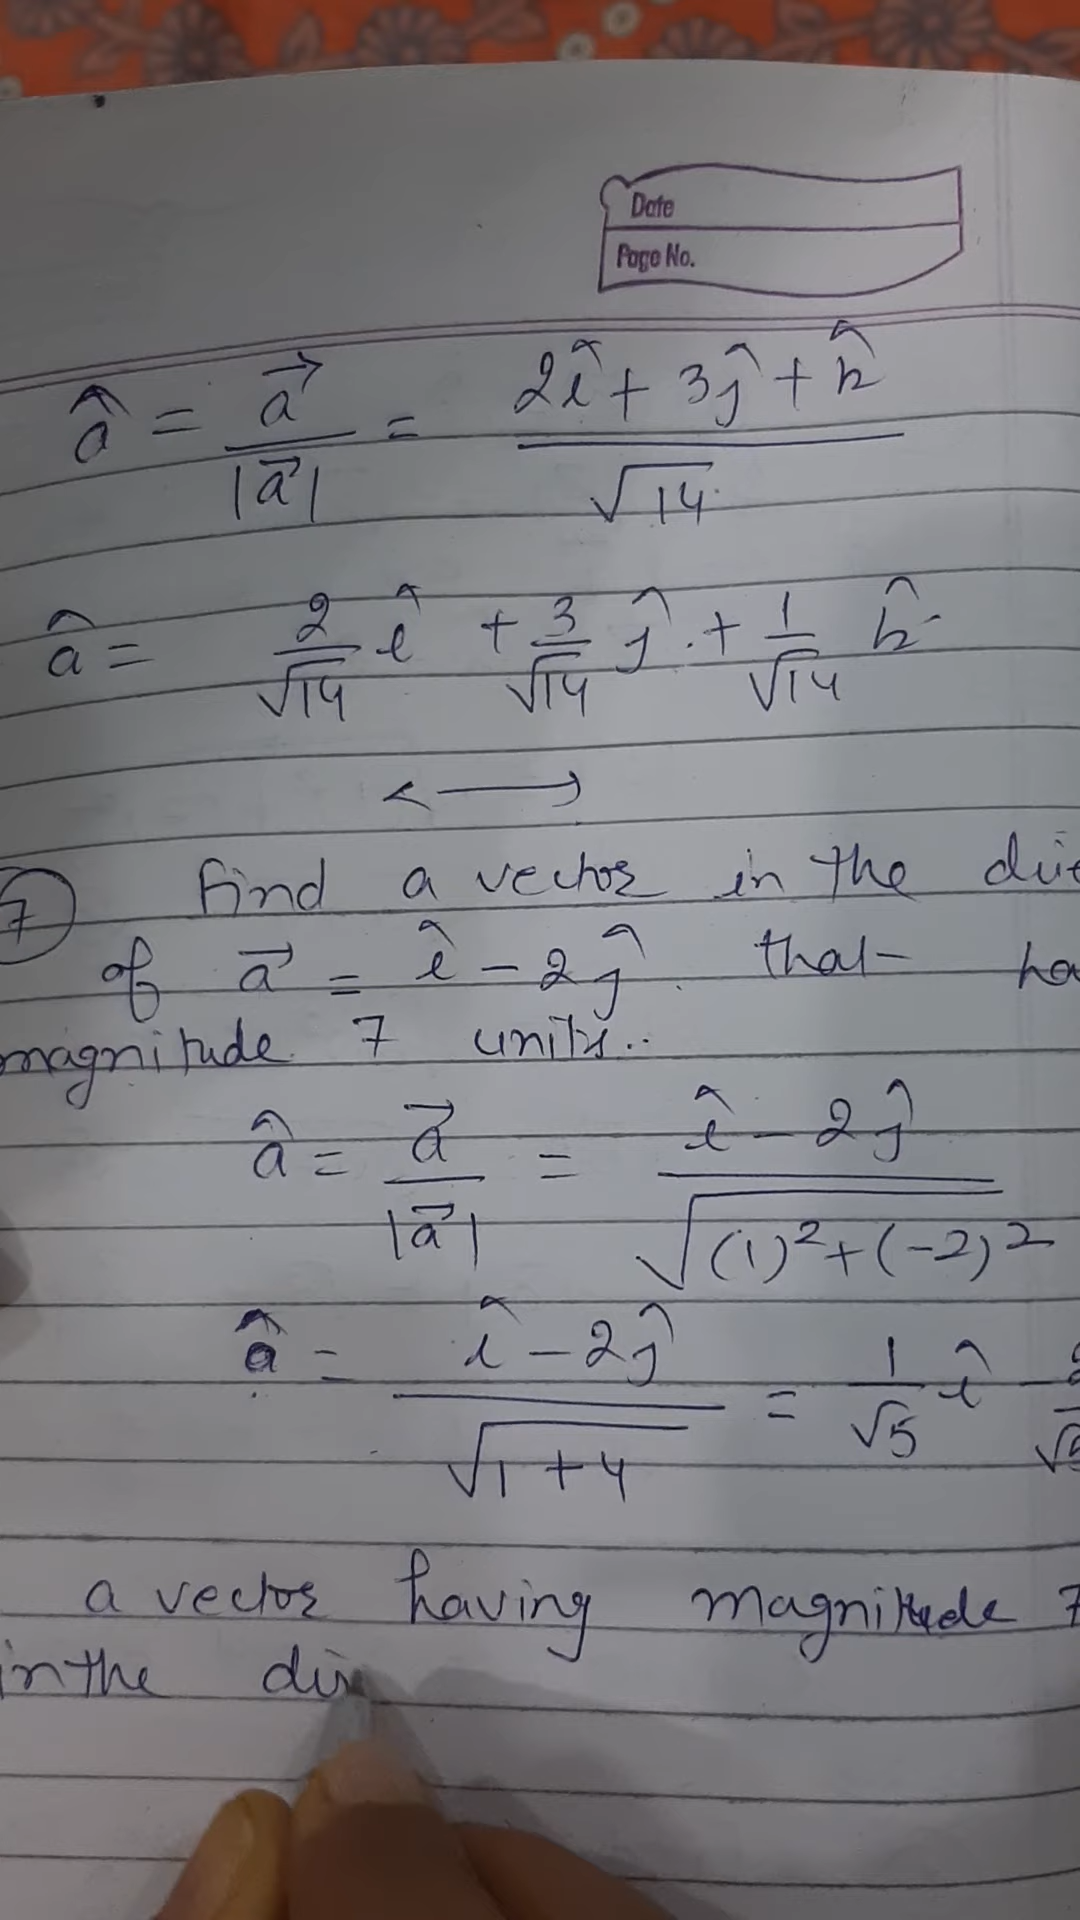 Date
Page No.
â = a⃗ / |a⃗| = 2î + 3ĵ + k̂ / √14
â = 2/√14 î + 3/√14 ĵ + 1/√14 k̂
⟷
7 Find a vector in the
of a⃗ = î - 2ĵ that
magnitude 7 units..
â = a⃗ / |a⃗| = î - 2ĵ / √(1)² + (-2)²
â = î - 2ĵ / √1 + 4 = 1/√5 î -
a vector having magnitude 7
in the di